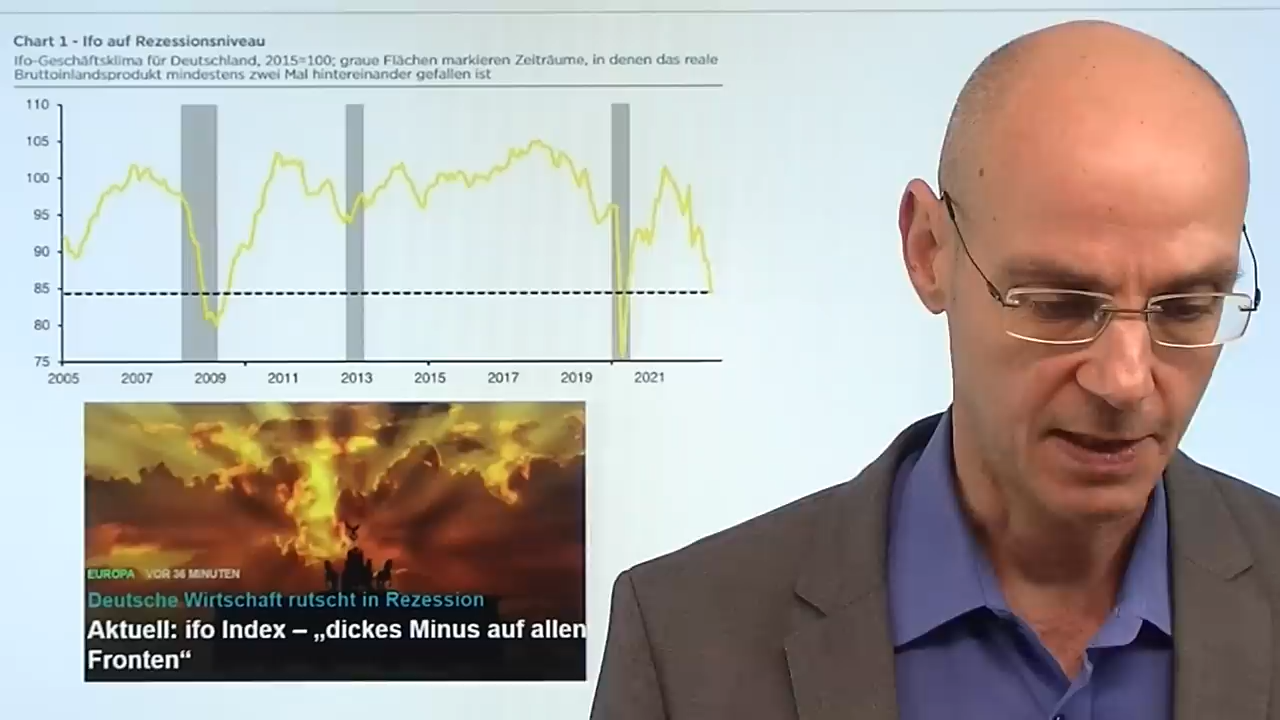 Chart 1 - Ifo auf Rezessionsniveau
Ifo-Geschäftsklima für Deutschland, 2015=100; graue Flächen markieren Zeiträume, in denen das reale
Bruttoinlandsprodukt mindestens zwei Mal hintereinander gefallen ist
110
105
100
95
90
85
80
75
2005 2007 2009 2011 2013 2015 2017 2019 2021
EUROPA VOR 36 MINUTEN
Deutsche Wirtschaft rutscht in Rezession
Aktuell: ifo Index – „dickes Minus auf allen
Fronten“